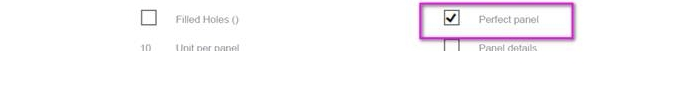 Filled Holes () Perfect panel
10 Unit per panel Panel details